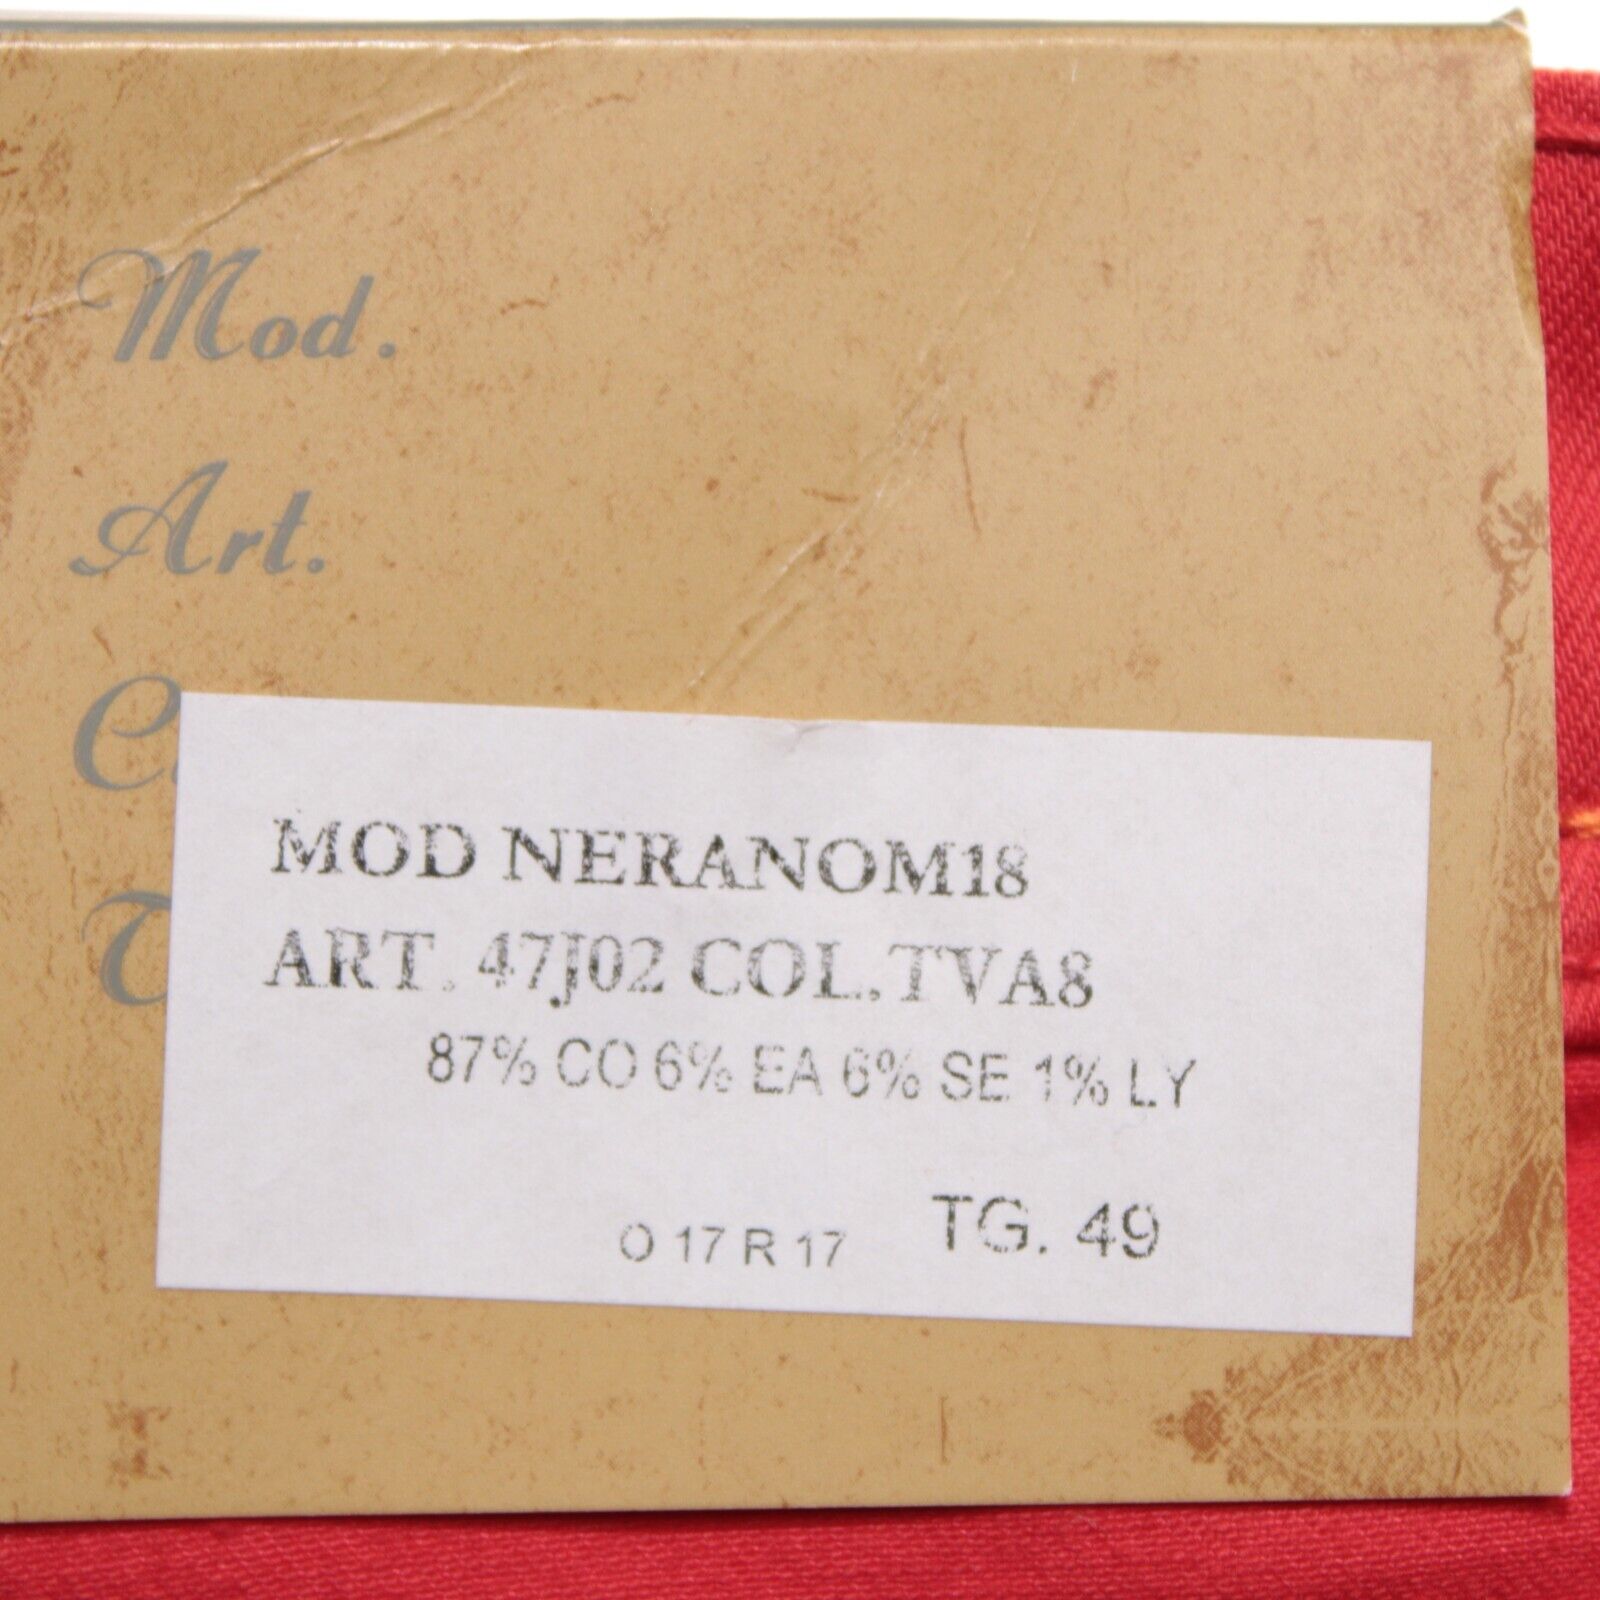 Mod.
Art.
MOD NERANOM18
ART. 47J02 COL.TVA8
87% CO 6% EA 6% SE 1% LY
O 17 R 17 TG. 49